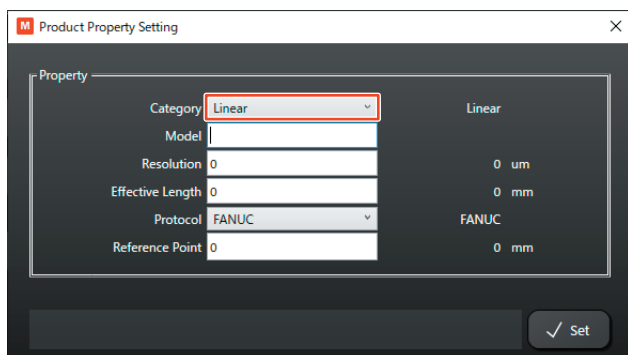 M Product Property Setting
Property
Category Linear Linear
Model
Resolution 0 0 um
Effective Length 0 0 mm
Protocol FANUC FANUC
Reference Point 0 0 mm
Set